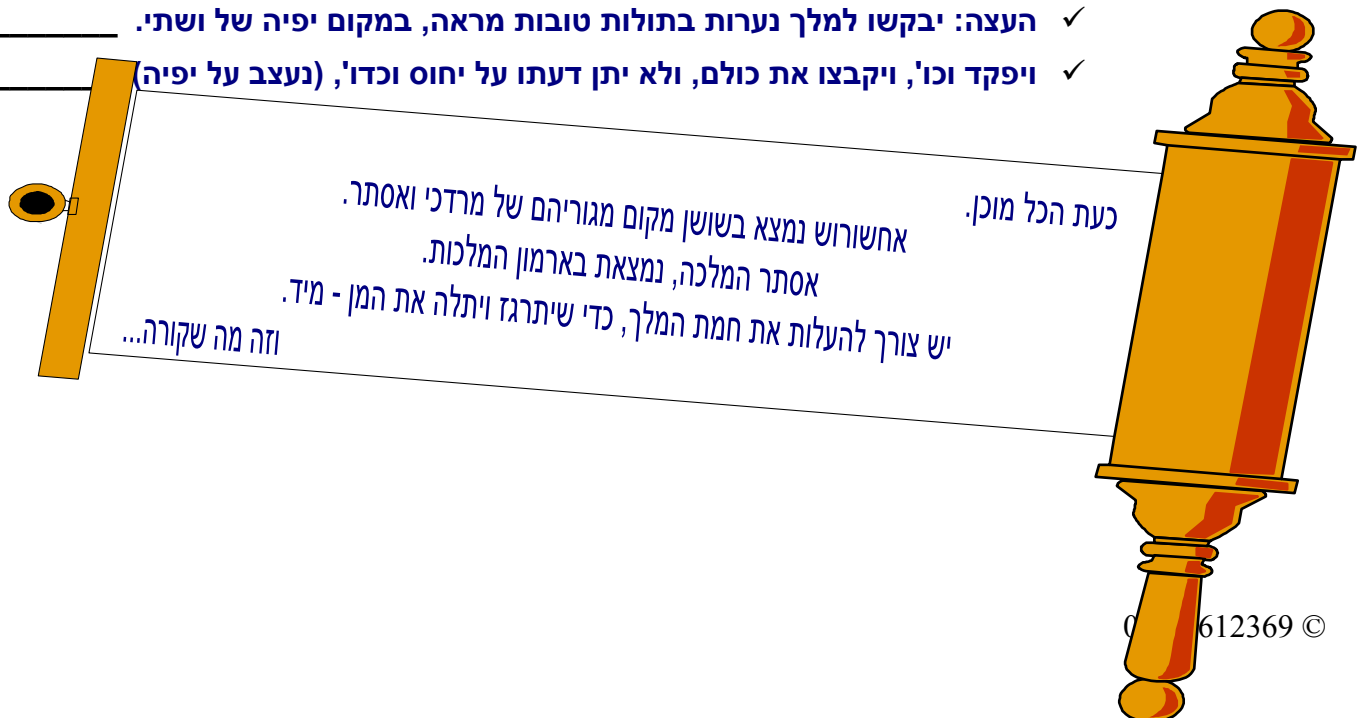 העצה: יבקשו למלך נערות בתולות טובות מראה, במקום יפיה של ושתי. ________
ויפקד וכו', ויקבצו את כולם, ולא יתן דעתו על יחוס וכדו', (נעצב על יפיה) ________
כעת הכל מוכן.
אחשורוש נמצא בשושן מקום מגוריהם של מרדכי ואסתר.
אסתר המלכה, נמצאת בארמון המלכות.
יש צורך להעלות את חמת המלך, כדי שיתרגז ויתלה את המן - מיד.
וזה מה שקורה...
612369 ©